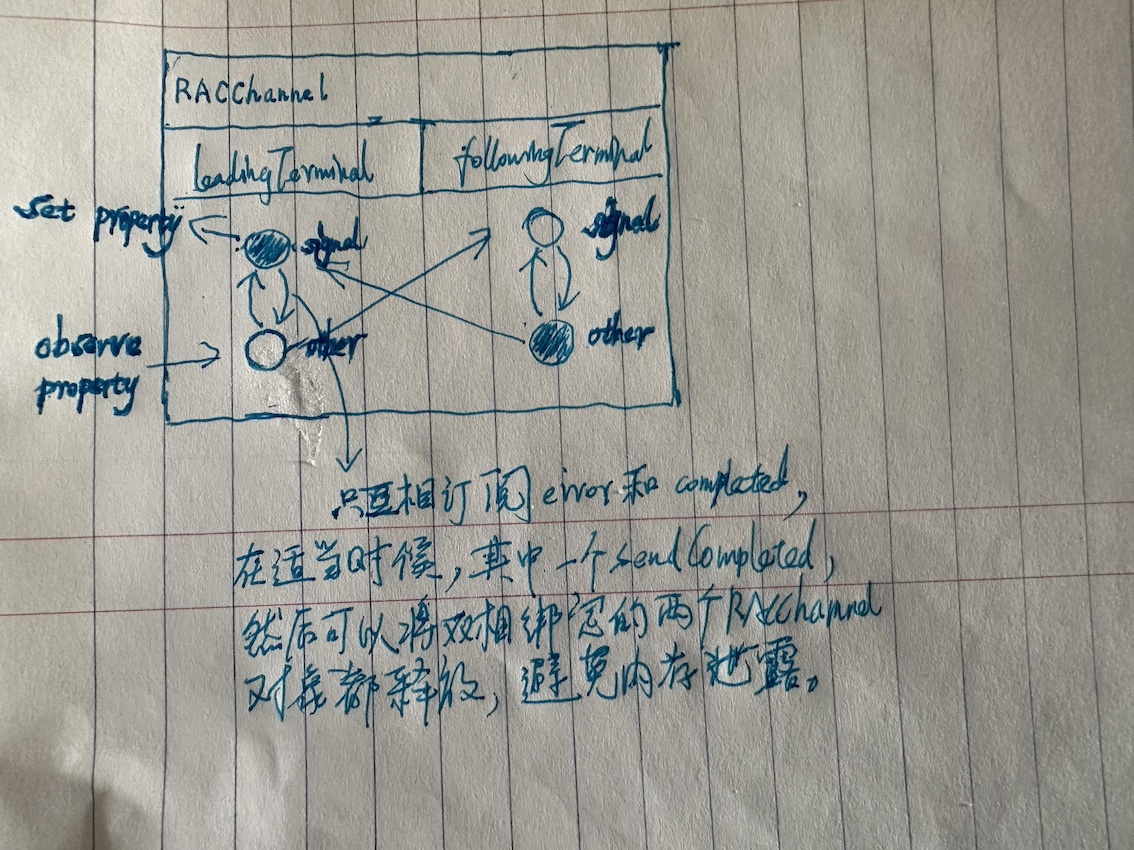 RACChannel
leadingTerminal followingTerminal
set property signal signal
observe other other
property
只互相订阅error和completed,
在适当时候,其中一个sendCompleted,
然后可以将双相绑定的两个RACChannel
对象都释放,避免内存泄露。